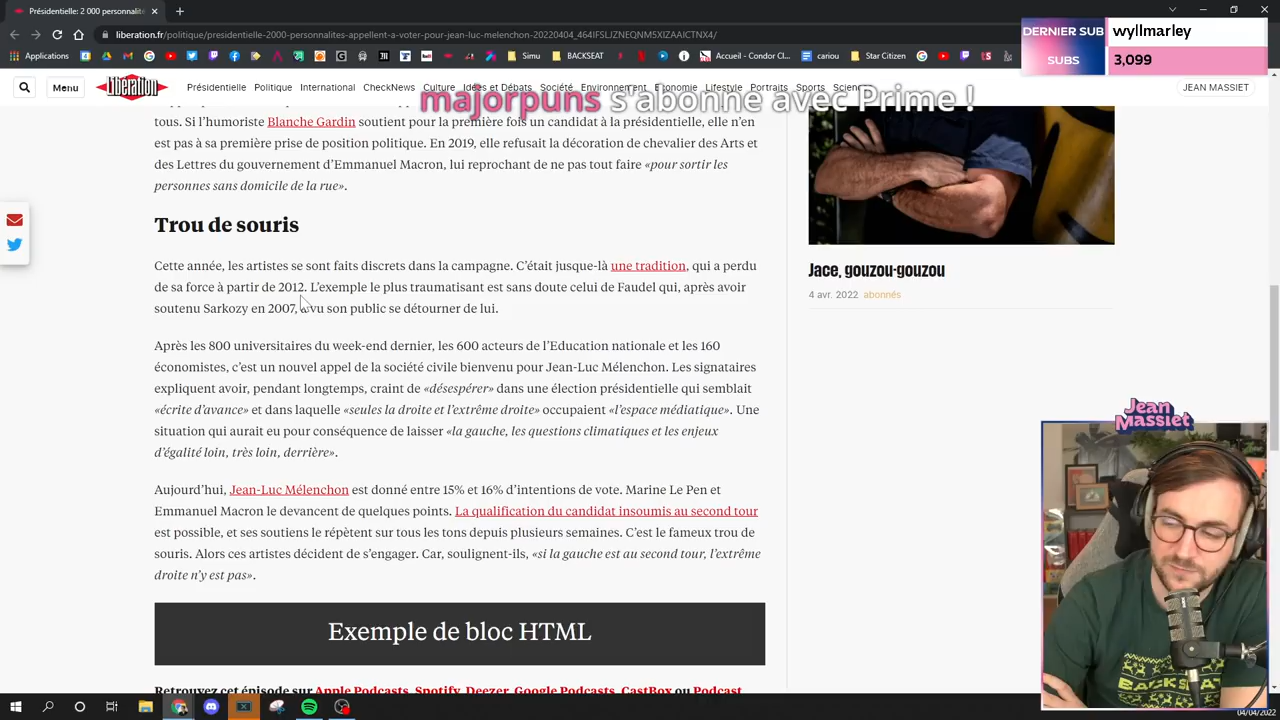 Présidentielle: 2 000 personnali
liberation.fr/politique/presidentielle-2000-personnalites-appellent-a-voter-pour-jean-luc-melenchon-20220404_464IFSLJZNEQNM5XIZAAICTNX4/
Applications
Simu
BACKSEAT
Accueil - Condor Cl...
cariou
Star Citizen
Google
DERNIER SUB
wyllmarley
SUBS
3,099
Menu
Libération
Présidentielle Politique International CheckNews Culture Idées et Débats Société Environnement Economie Lifestyle Portraits Sports Scienc
JEAN MASSIET
majorpuns s'abonne avec Prime !
tous. Si l'humoriste Blanche Gardin soutient pour la première fois un candidat à la présidentielle, elle n'en
est pas à sa première prise de position politique. En 2019, elle refusait la décoration de chevalier des Arts et
des Lettres du gouvernement d'Emmanuel Macron, lui reprochant de ne pas tout faire «pour sortir les
personnes sans domicile de la rue».
Trou de souris
Cette année, les artistes se sont faits discrets dans la campagne. C'était jusque-là une tradition, qui a perdu
de sa force à partir de 2012. L'exemple le plus traumatisant est sans doute celui de Faudel qui, après avoir
soutenu Sarkozy en 2007, a vu son public se détourner de lui.
Après les 800 universitaires du week-end dernier, les 600 acteurs de l'Education nationale et les 160
économistes, c'est un nouvel appel de la société civile bienvenu pour Jean-Luc Mélenchon. Les signataires
expliquent avoir, pendant longtemps, craint de «désespérer» dans une élection présidentielle qui semblait
«écrite d'avance» et dans laquelle «seules la droite et l'extrême droite» occupaient «l'espace médiatique». Une
situation qui aurait eu pour conséquence de laisser «la gauche, les questions climatiques et les enjeux
d'égalité loin, très loin, derrière».
Aujourd'hui, Jean-Luc Mélenchon est donné entre 15% et 16% d'intentions de vote. Marine Le Pen et
Emmanuel Macron le devancent de quelques points. La qualification du candidat insoumis au second tour
est possible, et ses soutiens le répètent sur tous les tons depuis plusieurs semaines. C'est le fameux trou de
souris. Alors ces artistes décident de s'engager. Car, soulignent-ils, «si la gauche est au second tour, l'extrême
droite n'y est pas».
Exemple de bloc HTML
Retrouvez cet épisode sur Apple Podcasts, Spotify, Deezer, Google Podcasts, CastBox ou Podcast
Jace, gouzou-gouzou
4 avr. 2022 abonnés
Jean
Massiet
BACKSEAT
04/04/2022